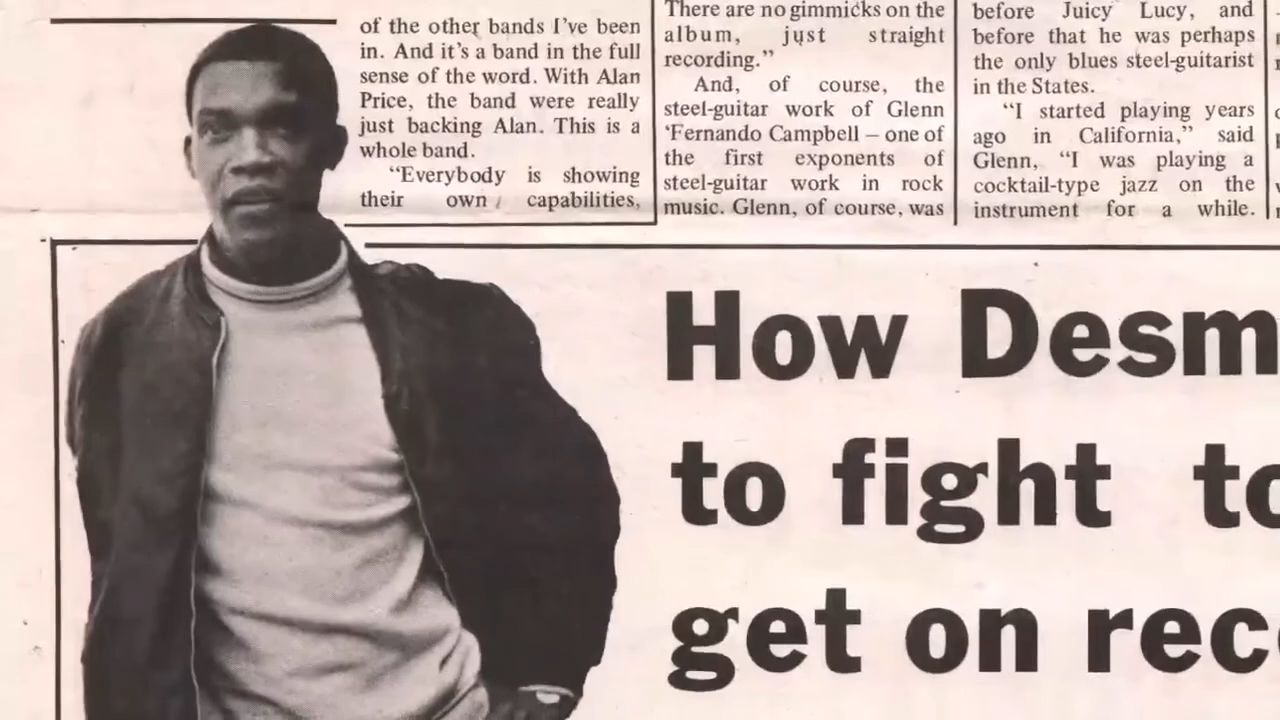 of the other bands I've been
in. And it's a band in the full
sense of the word. With Alan
Price, the band were really
just backing Alan. This is a
whole band.
“Everybody is showing
their own capabilities,
There are no gimmicks on the
album, just straight
recording.”
And, of course, the
steel-guitar work of Glenn
‘Fernando Campbell — one of
the first exponents of
steel-guitar work in rock
music. Glenn, of course, was
before Juicy Lucy, and
before that he was perhaps
the only blues steel-guitarist
in the States.
“I started playing years
ago in California,” said
Glenn, “I was playing a
cocktail-type jazz on the
instrument for a while.
How Desm
to fight to
get on rec